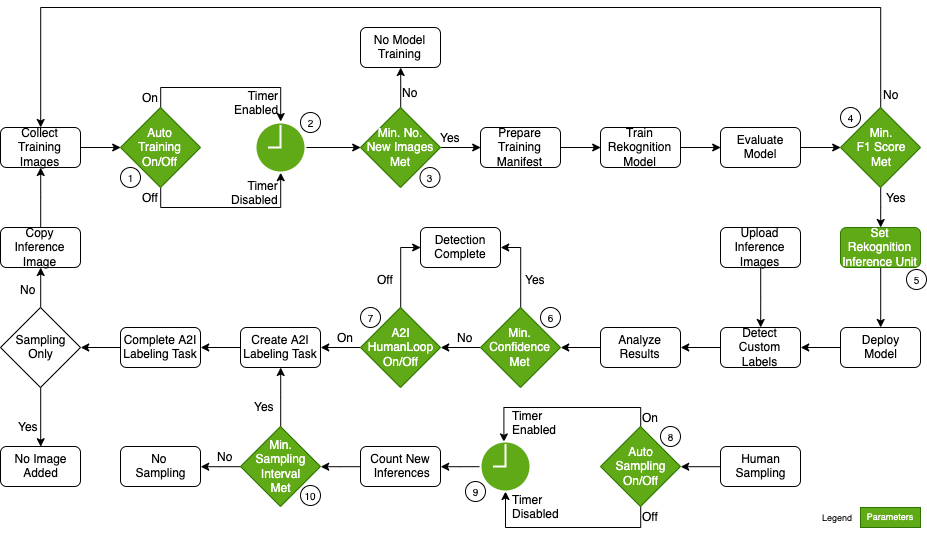 No Model
Training
On
Timer
Enabled
2
No
No
4
Collect
Training
Images
Auto
Training
On/Off
1
Min. No.
New Images
Met
3
Yes
Prepare
Training
Manifest
Train
Rekognition
Model
Evaluate
Model
Min.
F1 Score
Met
Off
Timer
Disabled
Yes
Copy
Inference
Image
Detection
Complete
Upload
Inference
Images
Set
Rekognition
Inference Unit
5
No
Off
Yes
7
6
Sampling
Only
Complete A2I
Labeling Task
Create A2I
Labeling Task
On
A2I
HumanLoop
On/Off
No
Min.
Confidence
Met
Analyze
Results
Detect
Custom
Labels
Deploy
Model
Yes
Yes
Timer
Enabled
On
8
No Image
Added
No
Sampling
No
Min.
Sampling
Interval
Met
10
Count New
Inferences
9
Auto
Sampling
On/Off
Human
Sampling
Timer
Disabled
Off
Legend
Parameters